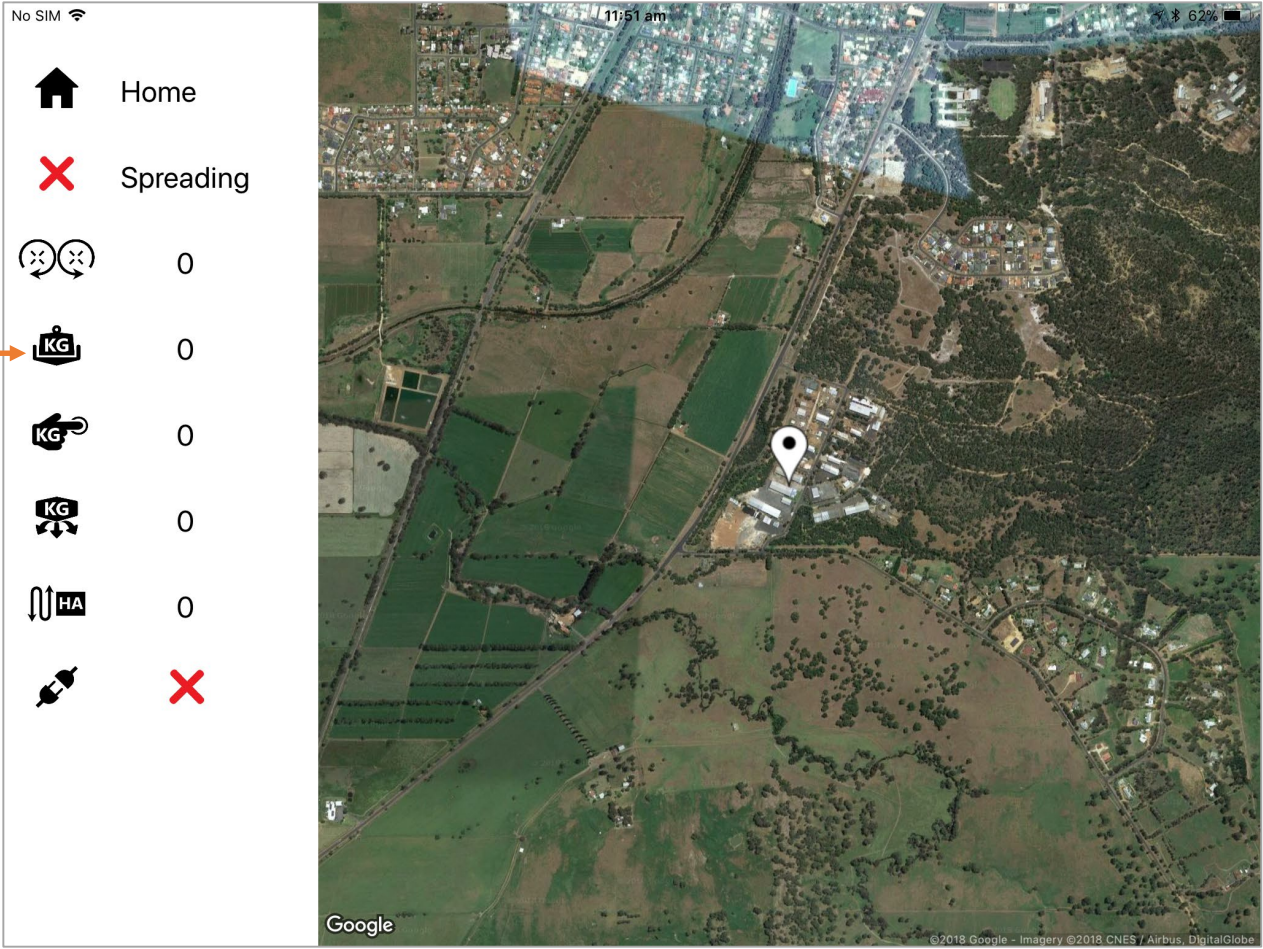 No SIM
11:51 am
62%
Home
Spreading
0
KG
0
KG
0
KG
0
HA
0
Google
©2018 Google - Imagery ©2018 CNES / Airbus, DigitalGlobe